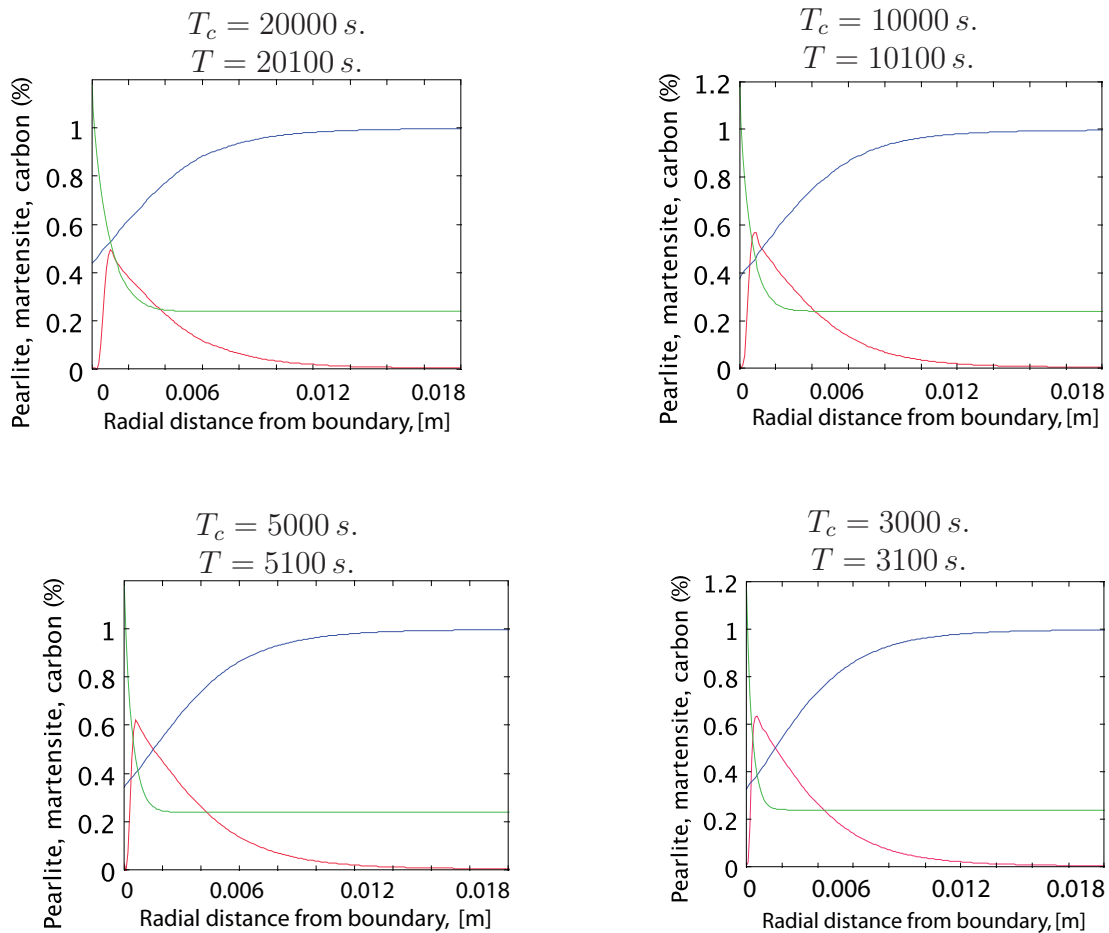 T_c = 20000 s.
T = 20100 s.
Pearlite, martensite, carbon (%)
1
0.8
0.6
0.4
0.2
0
0 0.006 0.012 0.018
Radial distance from boundary, [m]
T_c = 10000 s.
T = 10100 s.
Pearlite, martensite, carbon (%)
1.2
1
0.8
0.6
0.4
0.2
0
0 0.006 0.012 0.018
Radial distance from boundary, [m]
T_c = 5000 s.
T = 5100 s.
Pearlite, martensite, carbon (%)
1
0.8
0.6
0.4
0.2
0
0 0.006 0.012 0.018
Radial distance from boundary, [m]
T_c = 3000 s.
T = 3100 s.
Pearlite, martensite, carbon (%)
1.2
1
0.8
0.6
0.4
0.2
0
0 0.006 0.012 0.018
Radial distance from boundary, [m]